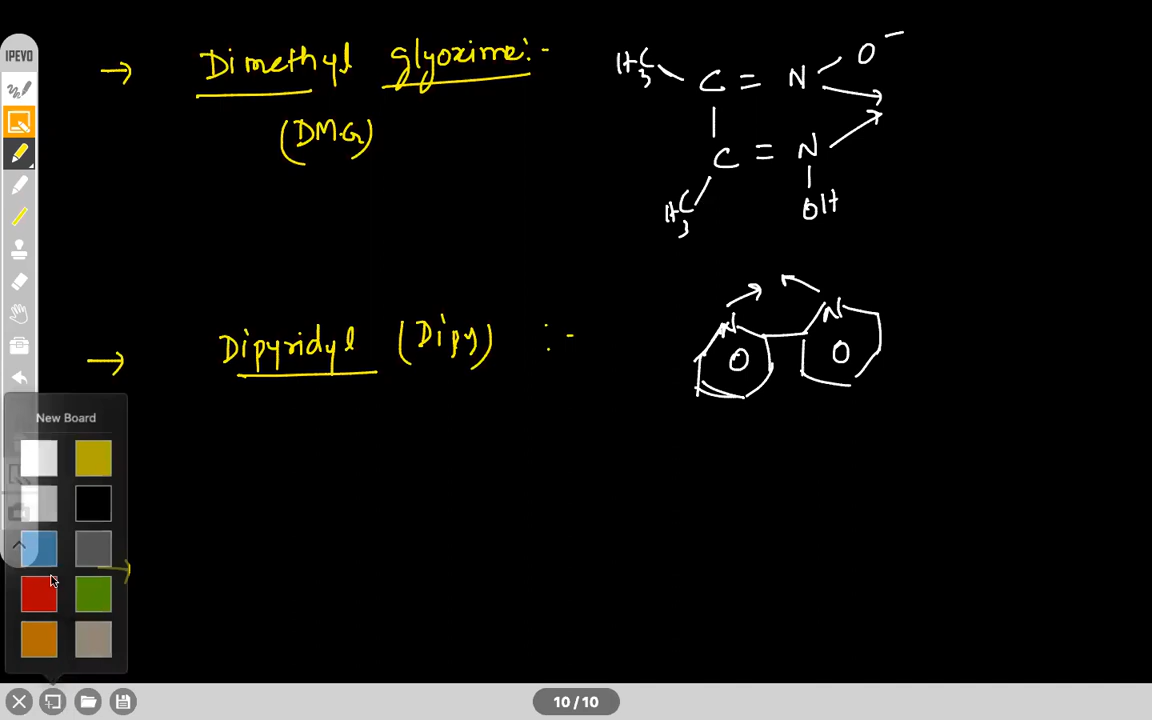 IPEVO
→ Dimethyl glyoxime:-
(DMG)
H3C
C = N
O-
C = N
H3C
OH
→ Dipyridyl (Dipy) :-
N
N
New Board
10/10